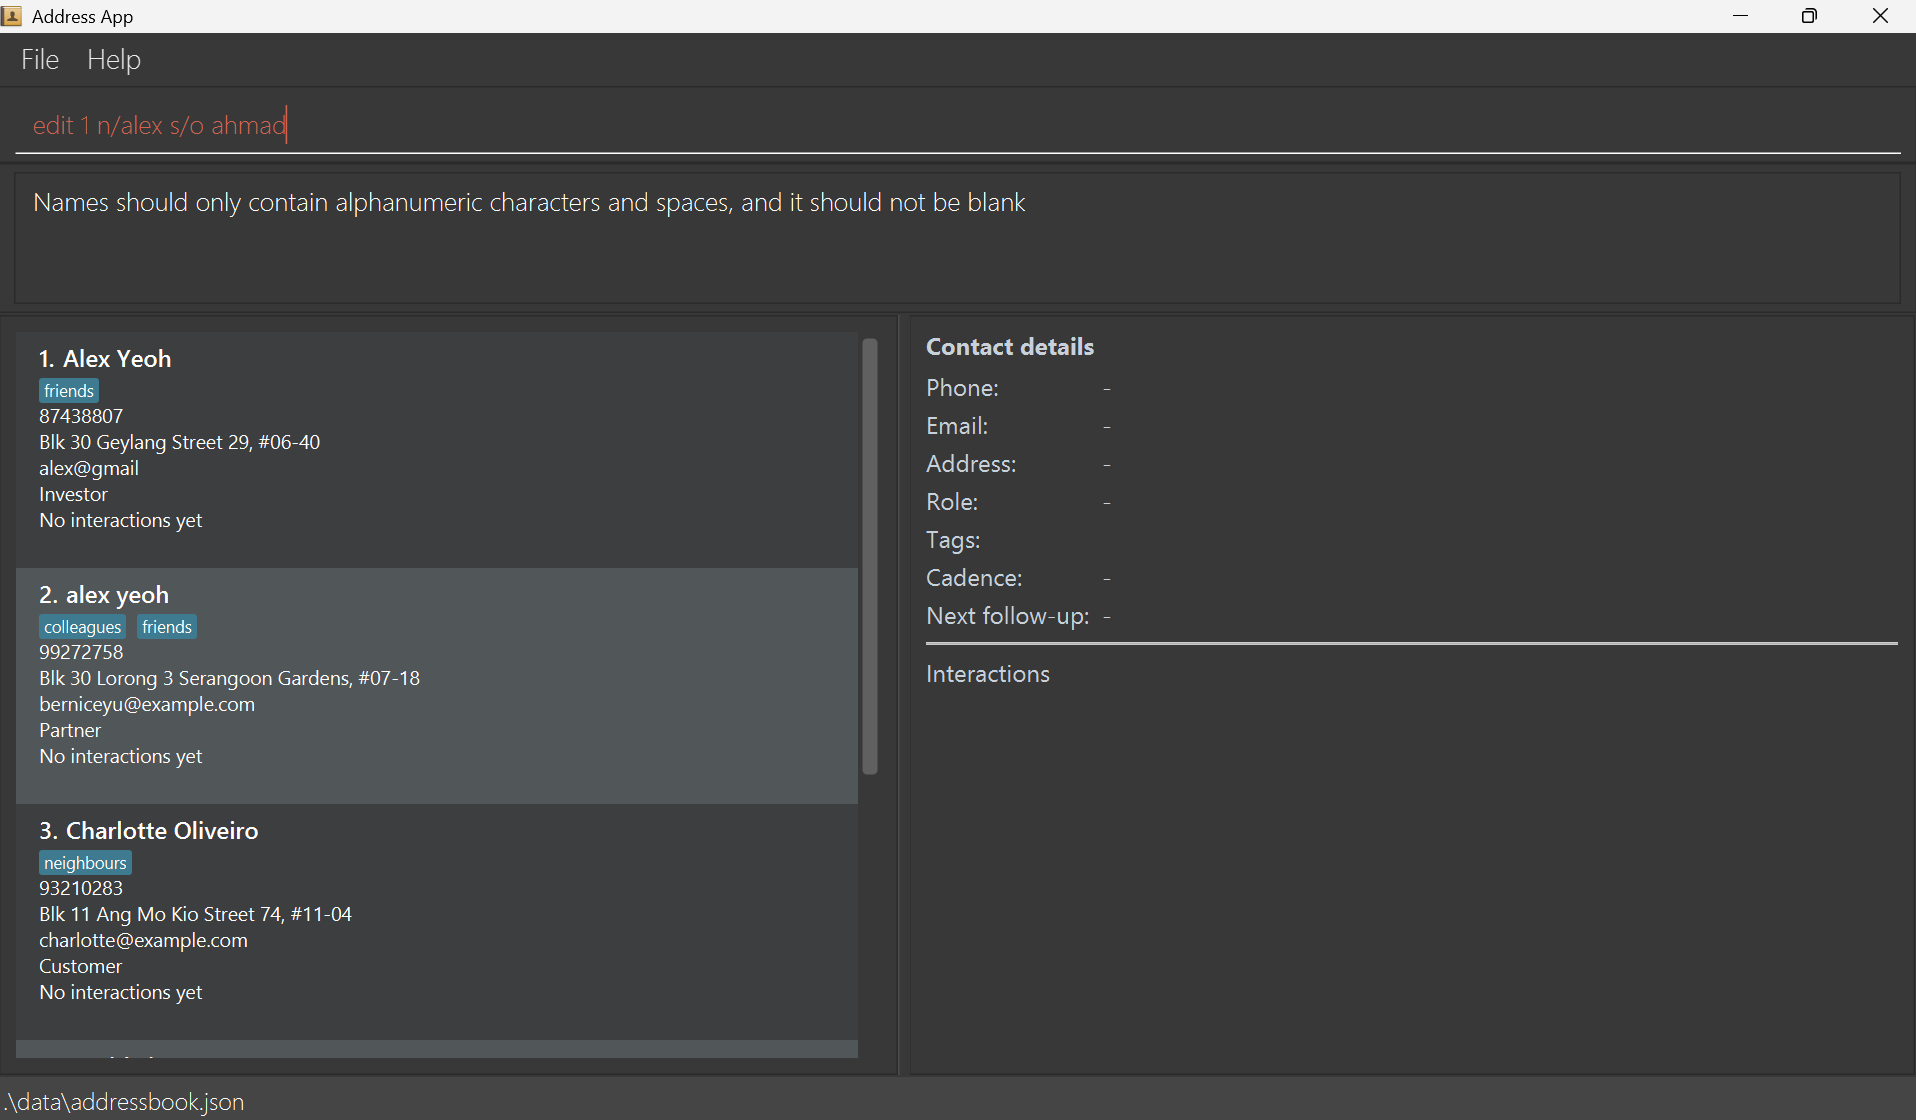 Address App
File Help
edit 1 n/alex s/o ahmad
Names should only contain alphanumeric characters and spaces, and it should not be blank
1. Alex Yeoh
friends
87438807
Blk 30 Geylang Street 29, #06-40
alex@gmail
Investor
No interactions yet
2. alex yeoh
colleagues friends
99272758
Blk 30 Lorong 3 Serangoon Gardens, #07-18
berniceyu@example.com
Partner
No interactions yet
3. Charlotte Oliveiro
neighbours
93210283
Blk 11 Ang Mo Kio Street 74, #11-04
charlotte@example.com
Customer
No interactions yet
Contact details
Phone: -
Email: -
Address: -
Role: -
Tags:
Cadence: -
Next follow-up: -
Interactions
.\data\addressbook.json